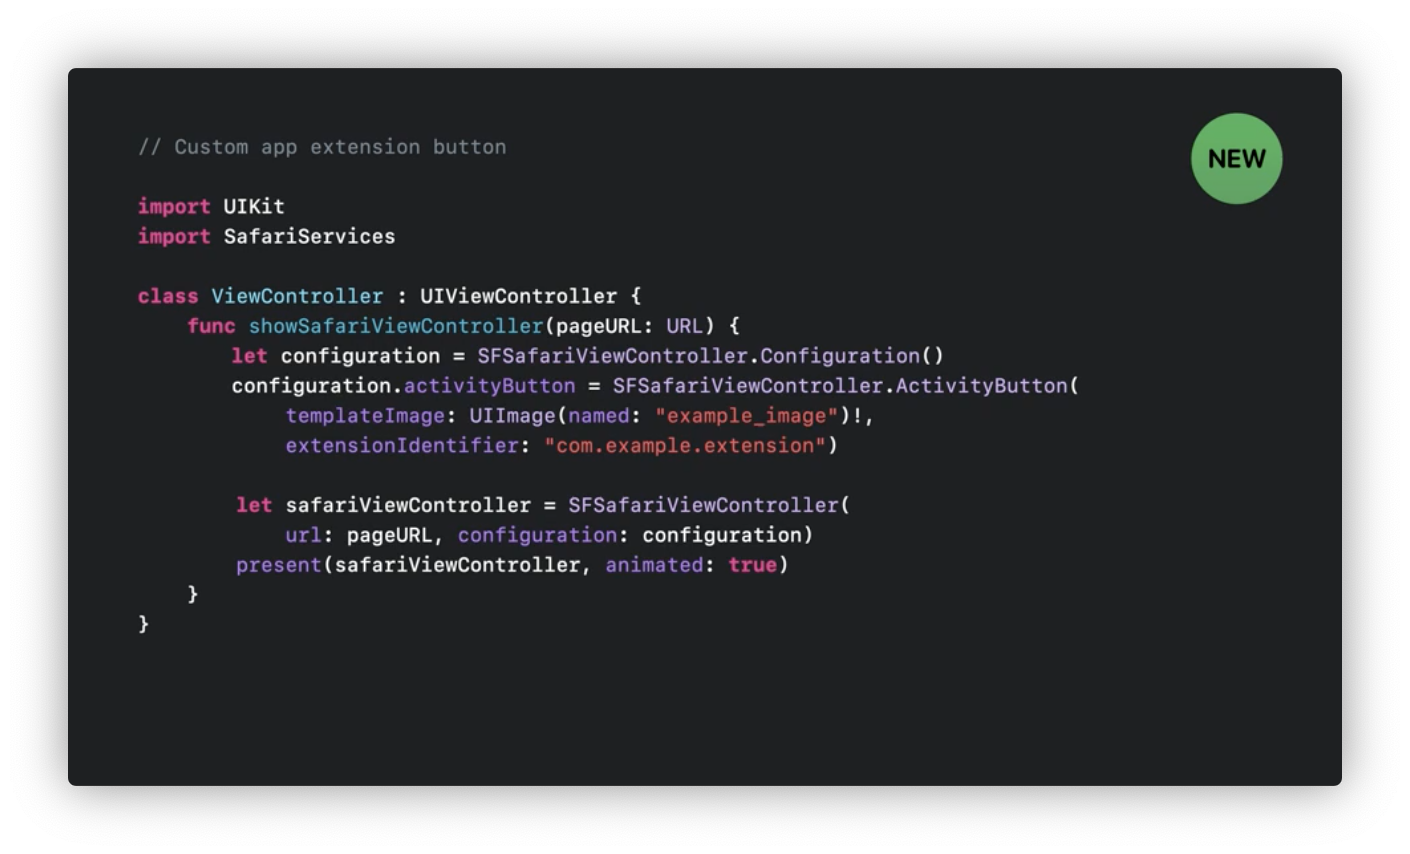 // Custom app extension button
NEW
import UIKit
import SafariServices
class ViewController : UIViewController {
func showSafariViewController(pageURL: URL) {
let configuration = SFSafariViewController.Configuration()
configuration.activityButton = SFSafariViewController.ActivityButton(
templateImage: UIImage(named: "example_image")!,
extensionIdentifier: "com.example.extension")
let safariViewController = SFSafariViewController(
url: pageURL, configuration: configuration)
present(safariViewController, animated: true)
}
}